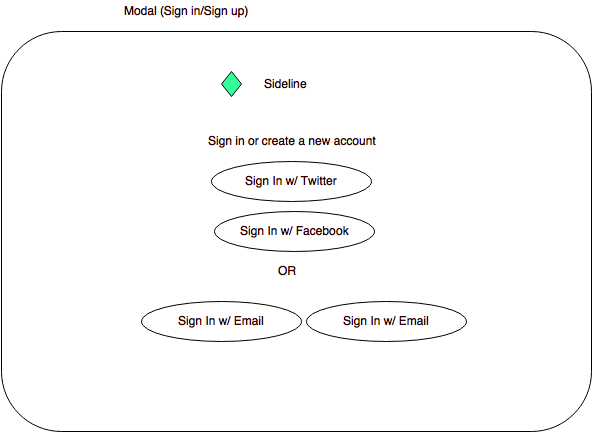 Modal (Sign in/Sign up)
Sideline
Sign in or create a new account
Sign In w/ Twitter
Sign In w/ Facebook
OR
Sign In w/ Email Sign In w/ Email